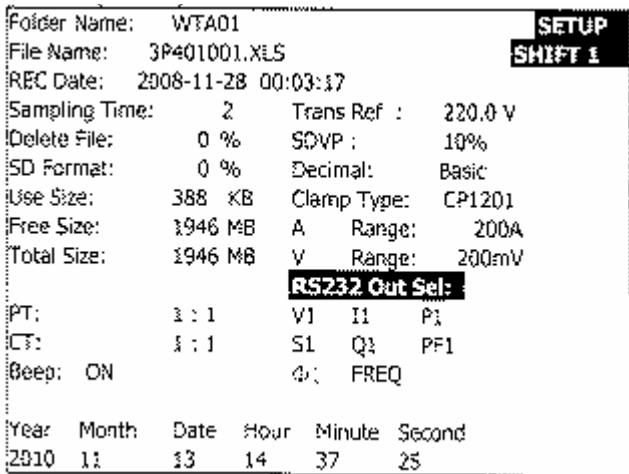 Folder Name: WTA01 SETUP
File Name: 3P401001.XLS SHIFT 1
REC Date: 2008-11-28 00:03:17
Sampling Time: 2 Trans Ref : 220.0 V
Delete File: 0 % SDVP : 10%
SD Format: 0 % Decimal: Basic
Use Size: 388 KB Clamp Type: CP1201
Free Size: 1946 MB A Range: 200A
Total Size: 1946 MB V Range: 200mV
RS232 Out Sel:
PT: 1 : 1 V1 I1 P1
CT: 1 : 1 S1 Q1 PF1
Beep: ON Φ1 FREQ
Year Month Date Hour Minute Second
2010 11 13 14 37 25